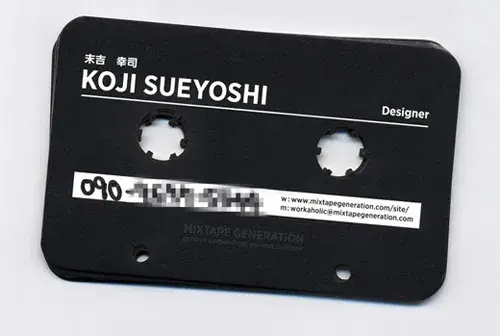 末吉 幸司
KOJI SUEYOSHI
Designer
090-
w: www.mixtapegeneration.com/site/
m: workaholic@mixtapegeneration.com
MIXTAPE GENERATION